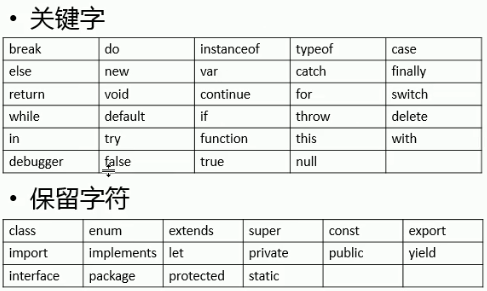 • 关键字
break do instanceof typeof case
else new var catch finally
return void continue for switch
while default if throw delete
in try function this with
debugger false true null
• 保留字符
class enum extends super const export
import implements let private public yield
interface package protected static